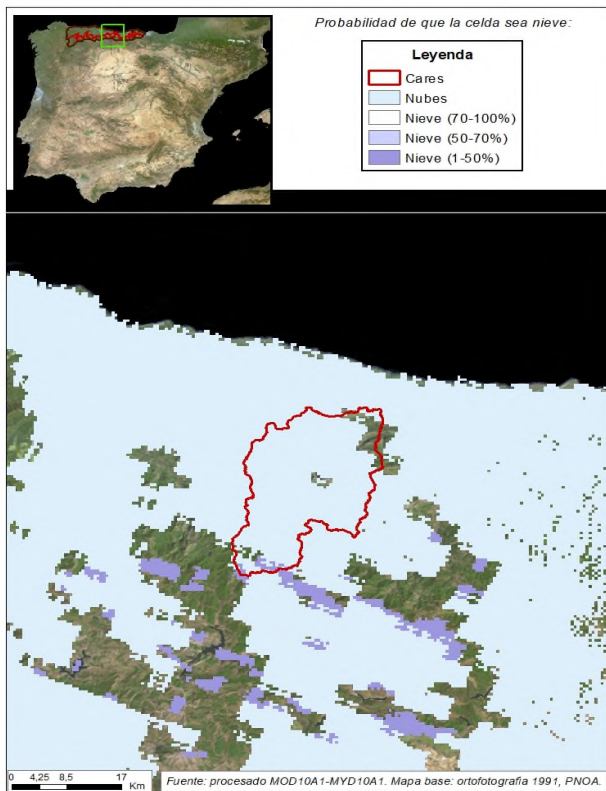 Probabilidad de que la celda sea nieve:
Leyenda
Cares
Nubes
Nieve (70-100%)
Nieve (50-70%)
Nieve (1-50%)
0 4,25 8,5 17
Km
Fuente: procesado MOD10A1-MYD10A1. Mapa base: ortofotografia 1991, PNOA.